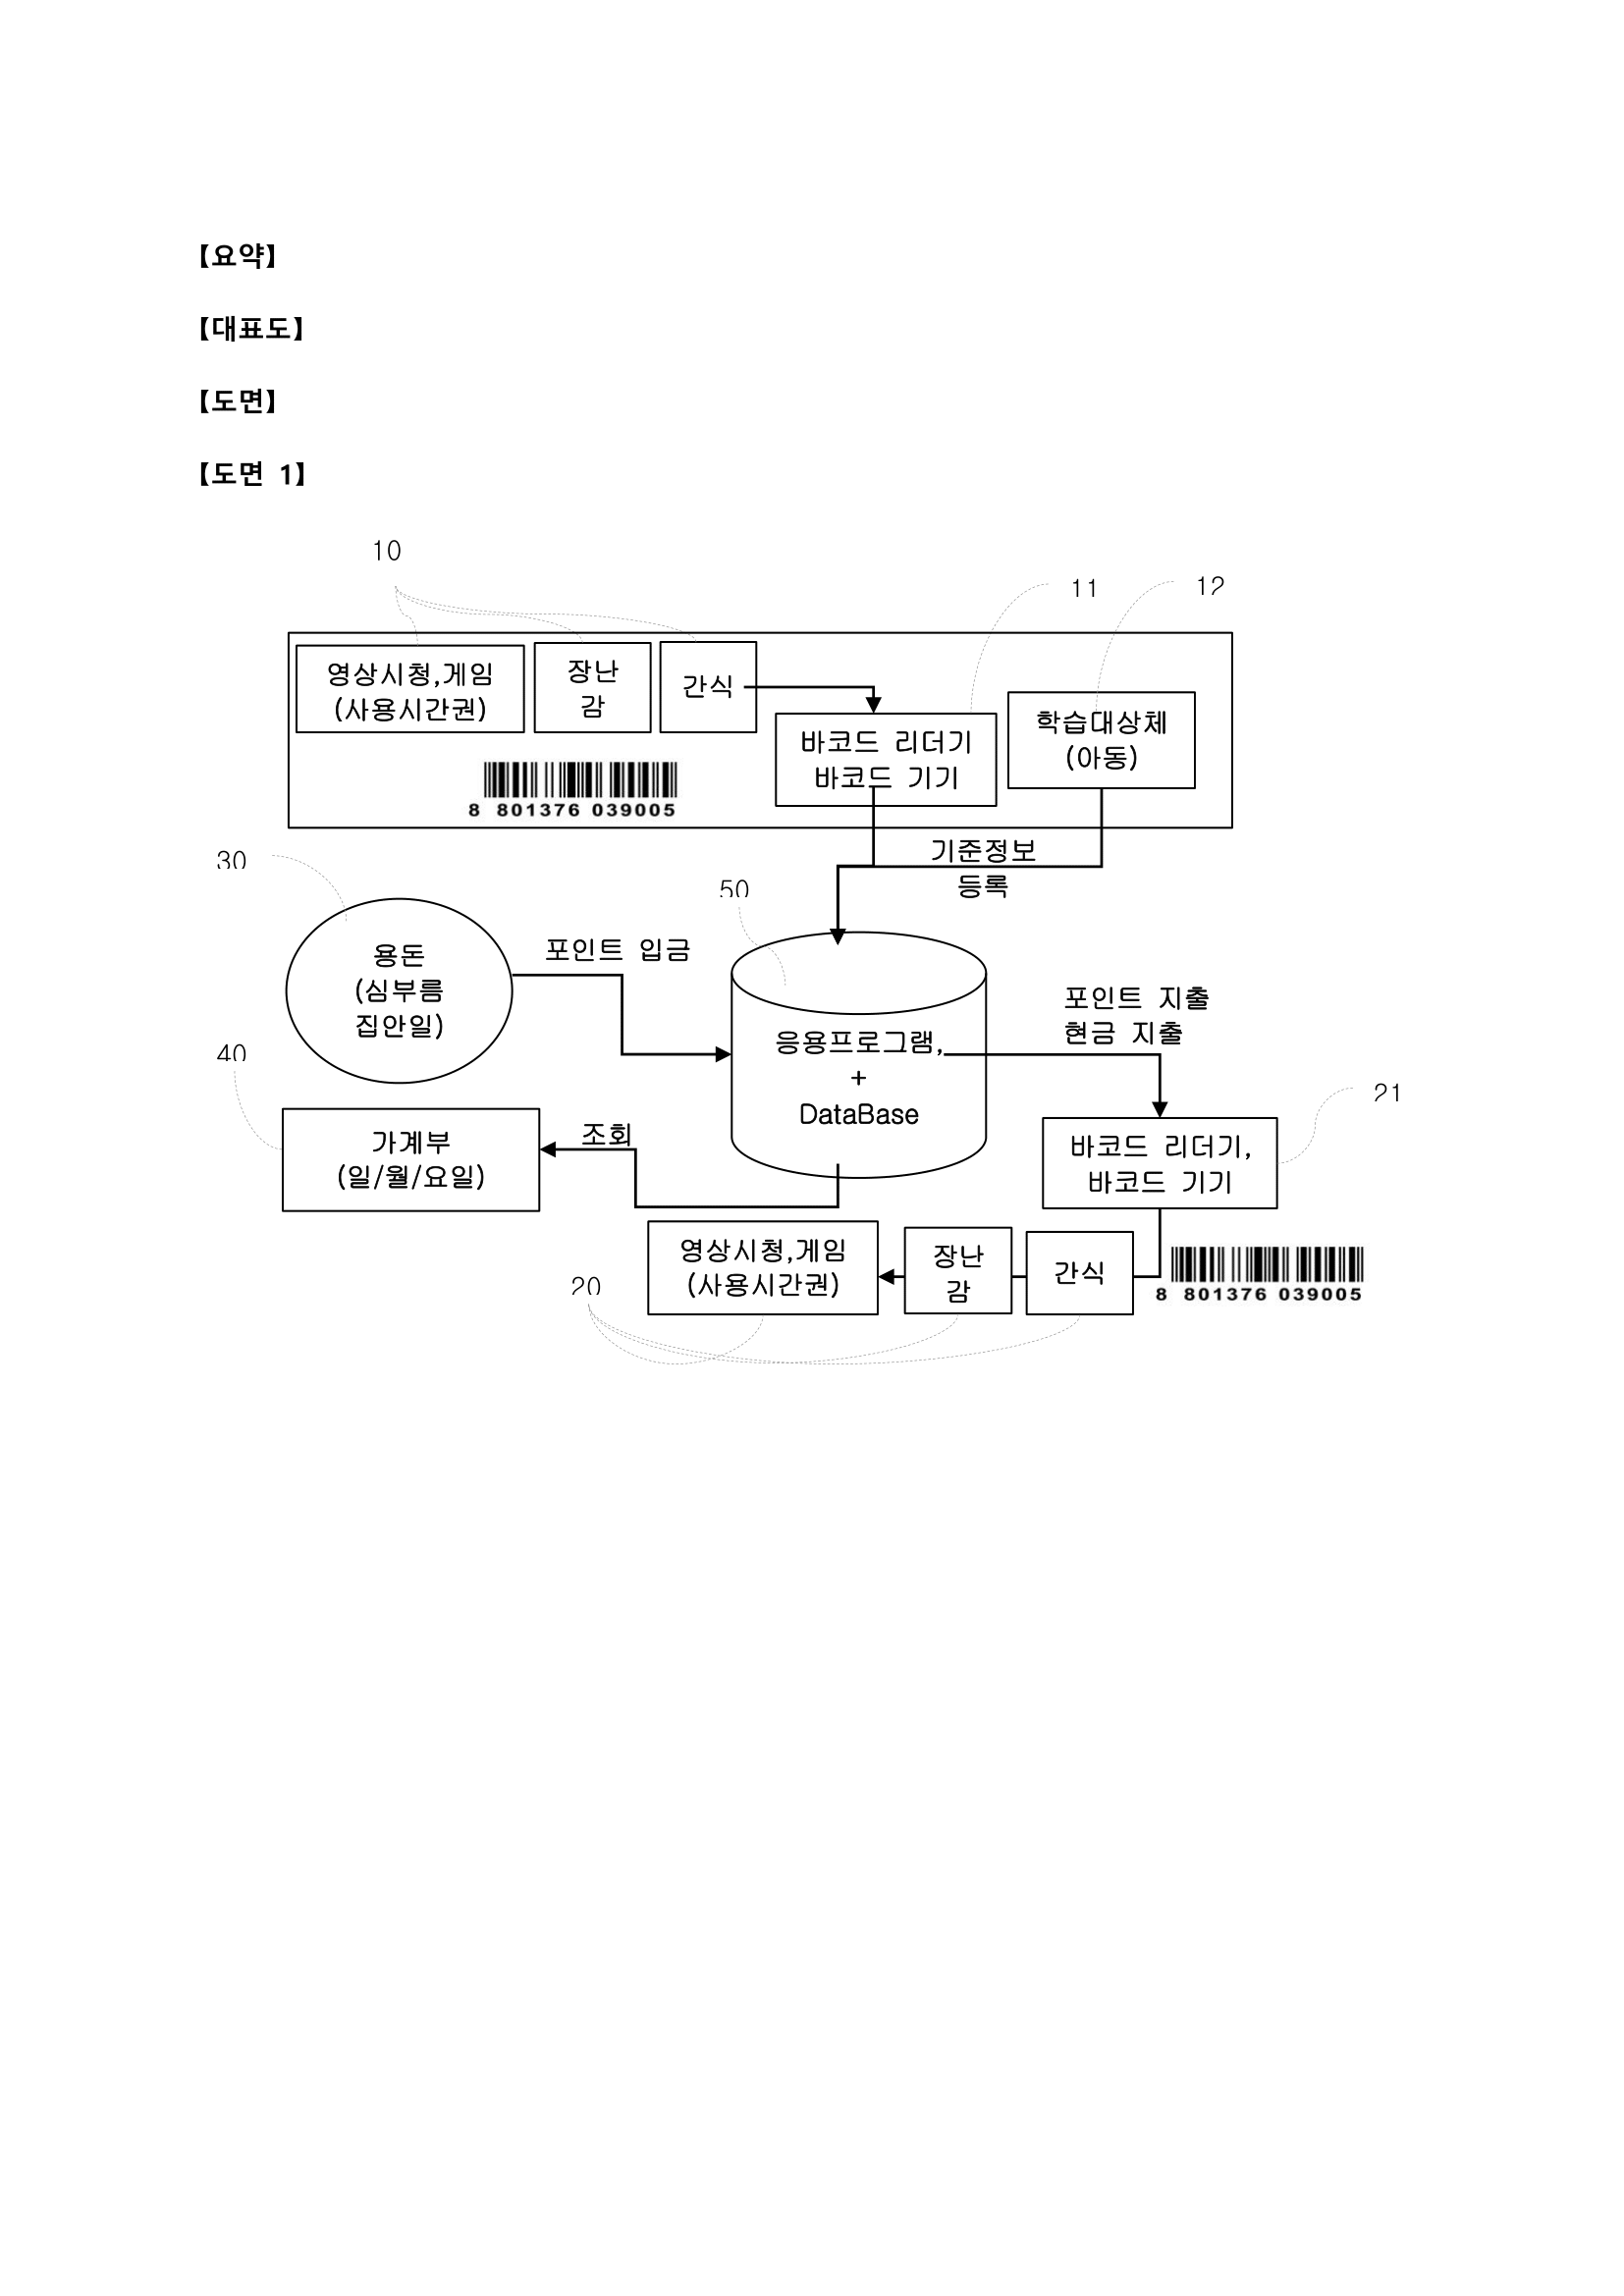 【요약】
【대표도】
【도면】
【도면 1】
10
11
12
영상시청,게임
(사용시간권)
장난
감
간식
바코드 리더기
바코드 기기
학습대상체
(아동)
8 801376 039005
기준정보
등록
30
50
용돈
(심부름
집안일)
포인트 입금
포인트 지출
현금 지출
응용프로그램,
+
DataBase
40
21
가계부
(일/월/요일)
조회
바코드 리더기,
바코드 기기
영상시청,게임
(사용시간권)
장난
감
간식
8 801376 039005
20